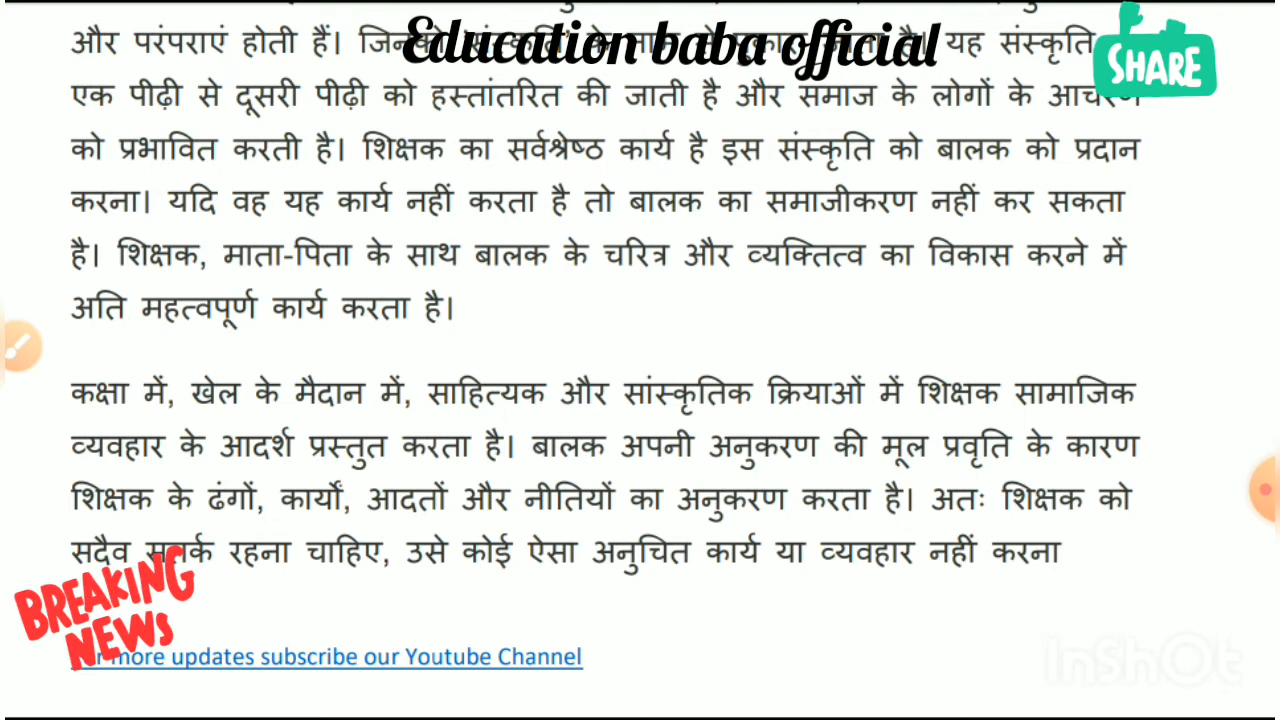 Education baba official
SHARE
और परंपराएं होती हैं। जिनको संस्कृति के नाम से पुकारा जाता है। यह संस्कृति
एक पीढ़ी से दूसरी पीढ़ी को हस्तांतरित की जाती है और समाज के लोगों के आचरण
को प्रभावित करती है। शिक्षक का सर्वश्रेष्ठ कार्य है इस संस्कृति को बालक को प्रदान
करना। यदि वह यह कार्य नहीं करता है तो बालक का समाजीकरण नहीं कर सकता
है। शिक्षक, माता-पिता के साथ बालक के चरित्र और व्यक्तित्व का विकास करने में
अति महत्वपूर्ण कार्य करता है।
कक्षा में, खेल के मैदान में, साहित्यक और सांस्कृतिक क्रियाओं में शिक्षक सामाजिक
व्यवहार के आदर्श प्रस्तुत करता है। बालक अपनी अनुकरण की मूल प्रवृति के कारण
शिक्षक के ढंगों, कार्यों, आदतों और नीतियों का अनुकरण करता है। अतः शिक्षक को
सदैव सतर्क रहना चाहिए, उसे कोई ऐसा अनुचित कार्य या व्यवहार नहीं करना
BREAKING
NEWS
For more updates subscribe our Youtube Channel
InShOt